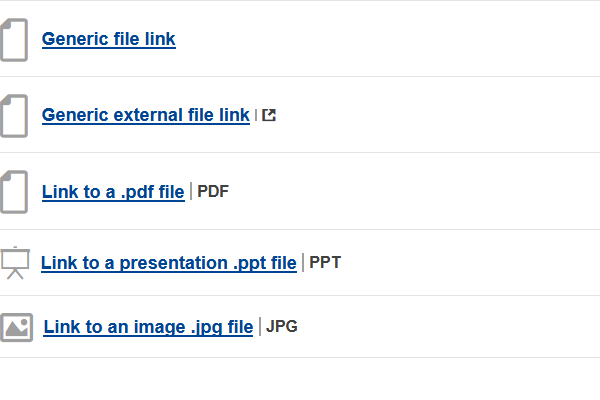 Generic file link
Generic external file link
Link to a .pdf file | PDF
Link to a presentation .ppt file | PPT
Link to an image .jpg file | JPG